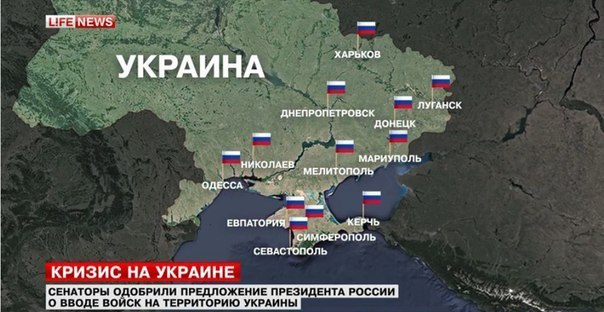 LIFE NEWS
ХАРЬКОВ
УКРАИНА
ЛУГАНСК
ДНЕПРОПЕТРОВСК
ДОНЕЦК
МАРИУПОЛЬ
НИКОЛАЕВ
МЕЛИТОПОЛЬ
ОДЕССА
ЕВПАТОРИЯ
КЕРЧЬ
СИМФЕРОПОЛЬ
СЕВАСТОПОЛЬ
КРИЗИС НА УКРАИНЕ
СЕНАТОРЫ ОДОБРИЛИ ПРЕДЛОЖЕНИЕ ПРЕЗИДЕНТА РОССИИ
О ВВОДЕ ВОЙСК НА ТЕРРИТОРИЮ УКРАИНЫ